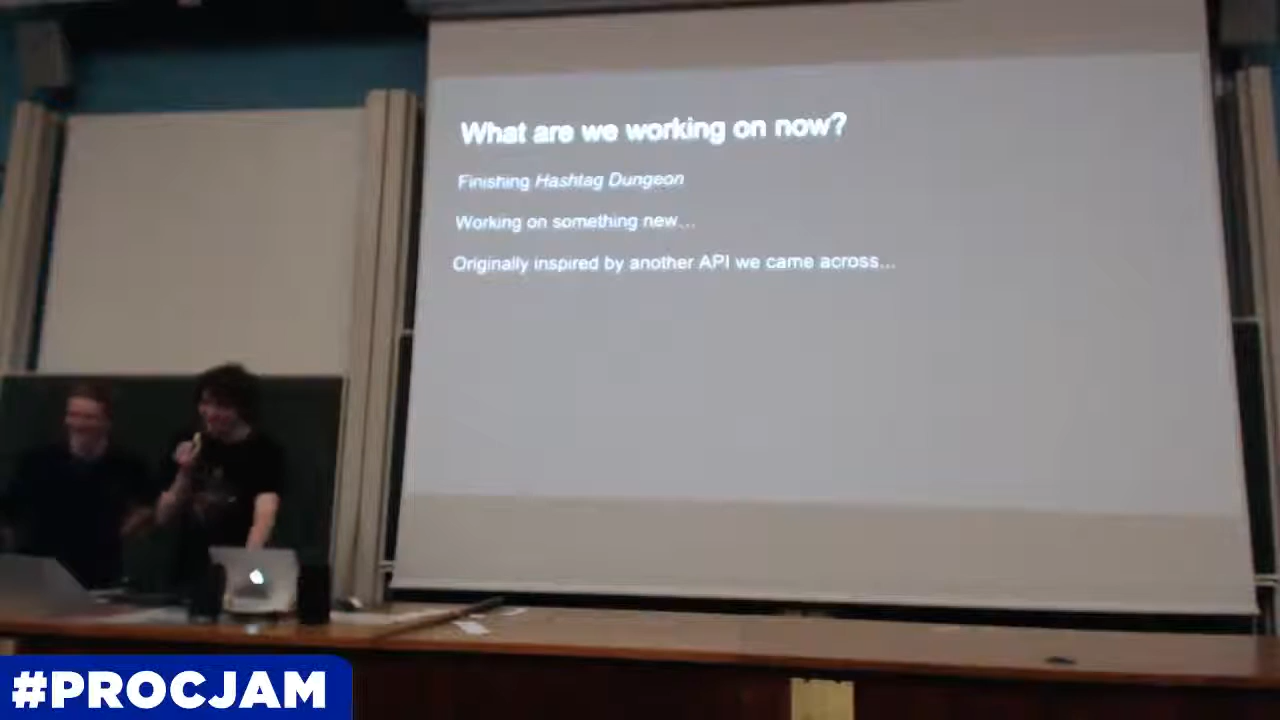 What are we working on now?
Finishing Hashtag Dungeon
Working on something new...
Originally inspired by another API we came across...
#PROCJAM